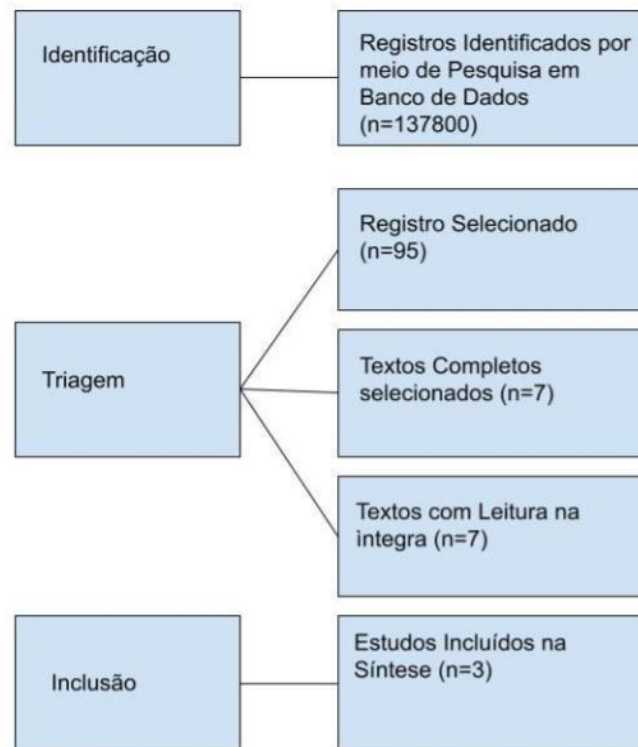 Identificação
Registros Identificados por
meio de Pesquisa em
Banco de Dados
(n=137800)
Registro Selecionado
(n=95)
Triagem
Textos Completos
selecionados (n=7)
Textos com Leitura na
ìntegra (n=7)
Inclusão
Estudos Incluídos na
Síntese (n=3)